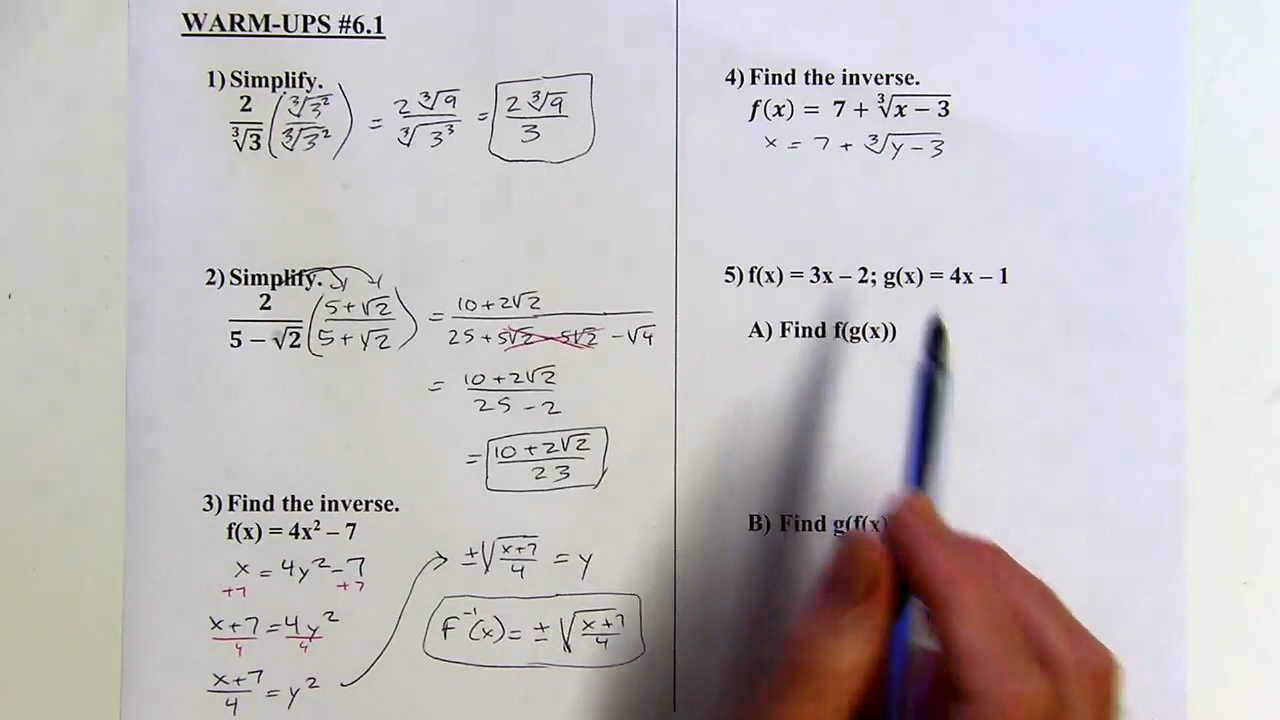 WARM-UPS #6.1
1) Simplify.
2/∛3 (∛3²/∛3²) = 2∛9/∛3³ = 2∛9/3
2) Simplify.
2/(5 – √2) ((5+√2)/(5+√2)) = (10+2√2)/(25+5√2-5√2-√4)
= (10+2√2)/(25-2)
= (10+2√2)/23
3) Find the inverse.
f(x) = 4x² – 7
x = 4y²-7
+7 +7
x+7/4 = 4y²/4
x+7/4 = y²
±√(x+7/4) = y
f⁻¹(x) = ±√(x+7/4)
4) Find the inverse.
f(x) = 7 + ∛(x – 3)
x = 7 + ∛(y-3)
5) f(x) = 3x – 2; g(x) = 4x – 1
A) Find f(g(x))
B) Find g(f(x)